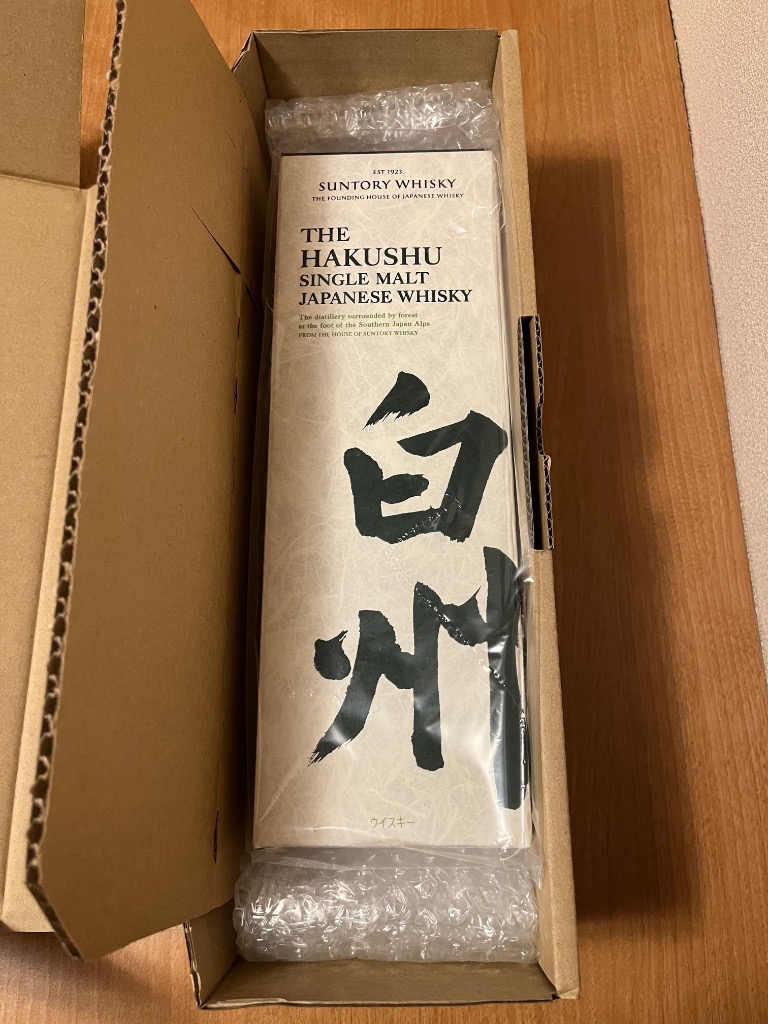 EST 1923
SUNTORY WHISKY
THE FOUNDING HOUSE OF JAPANESE WHISKY
THE
HAKUSHU
SINGLE MALT
JAPANESE WHISKY
The distillery surrounded by forest
at the foot of the Southern Japan Alps
FROM THE HOUSE OF SUNTORY WHISKY
白
州
ウイスキー